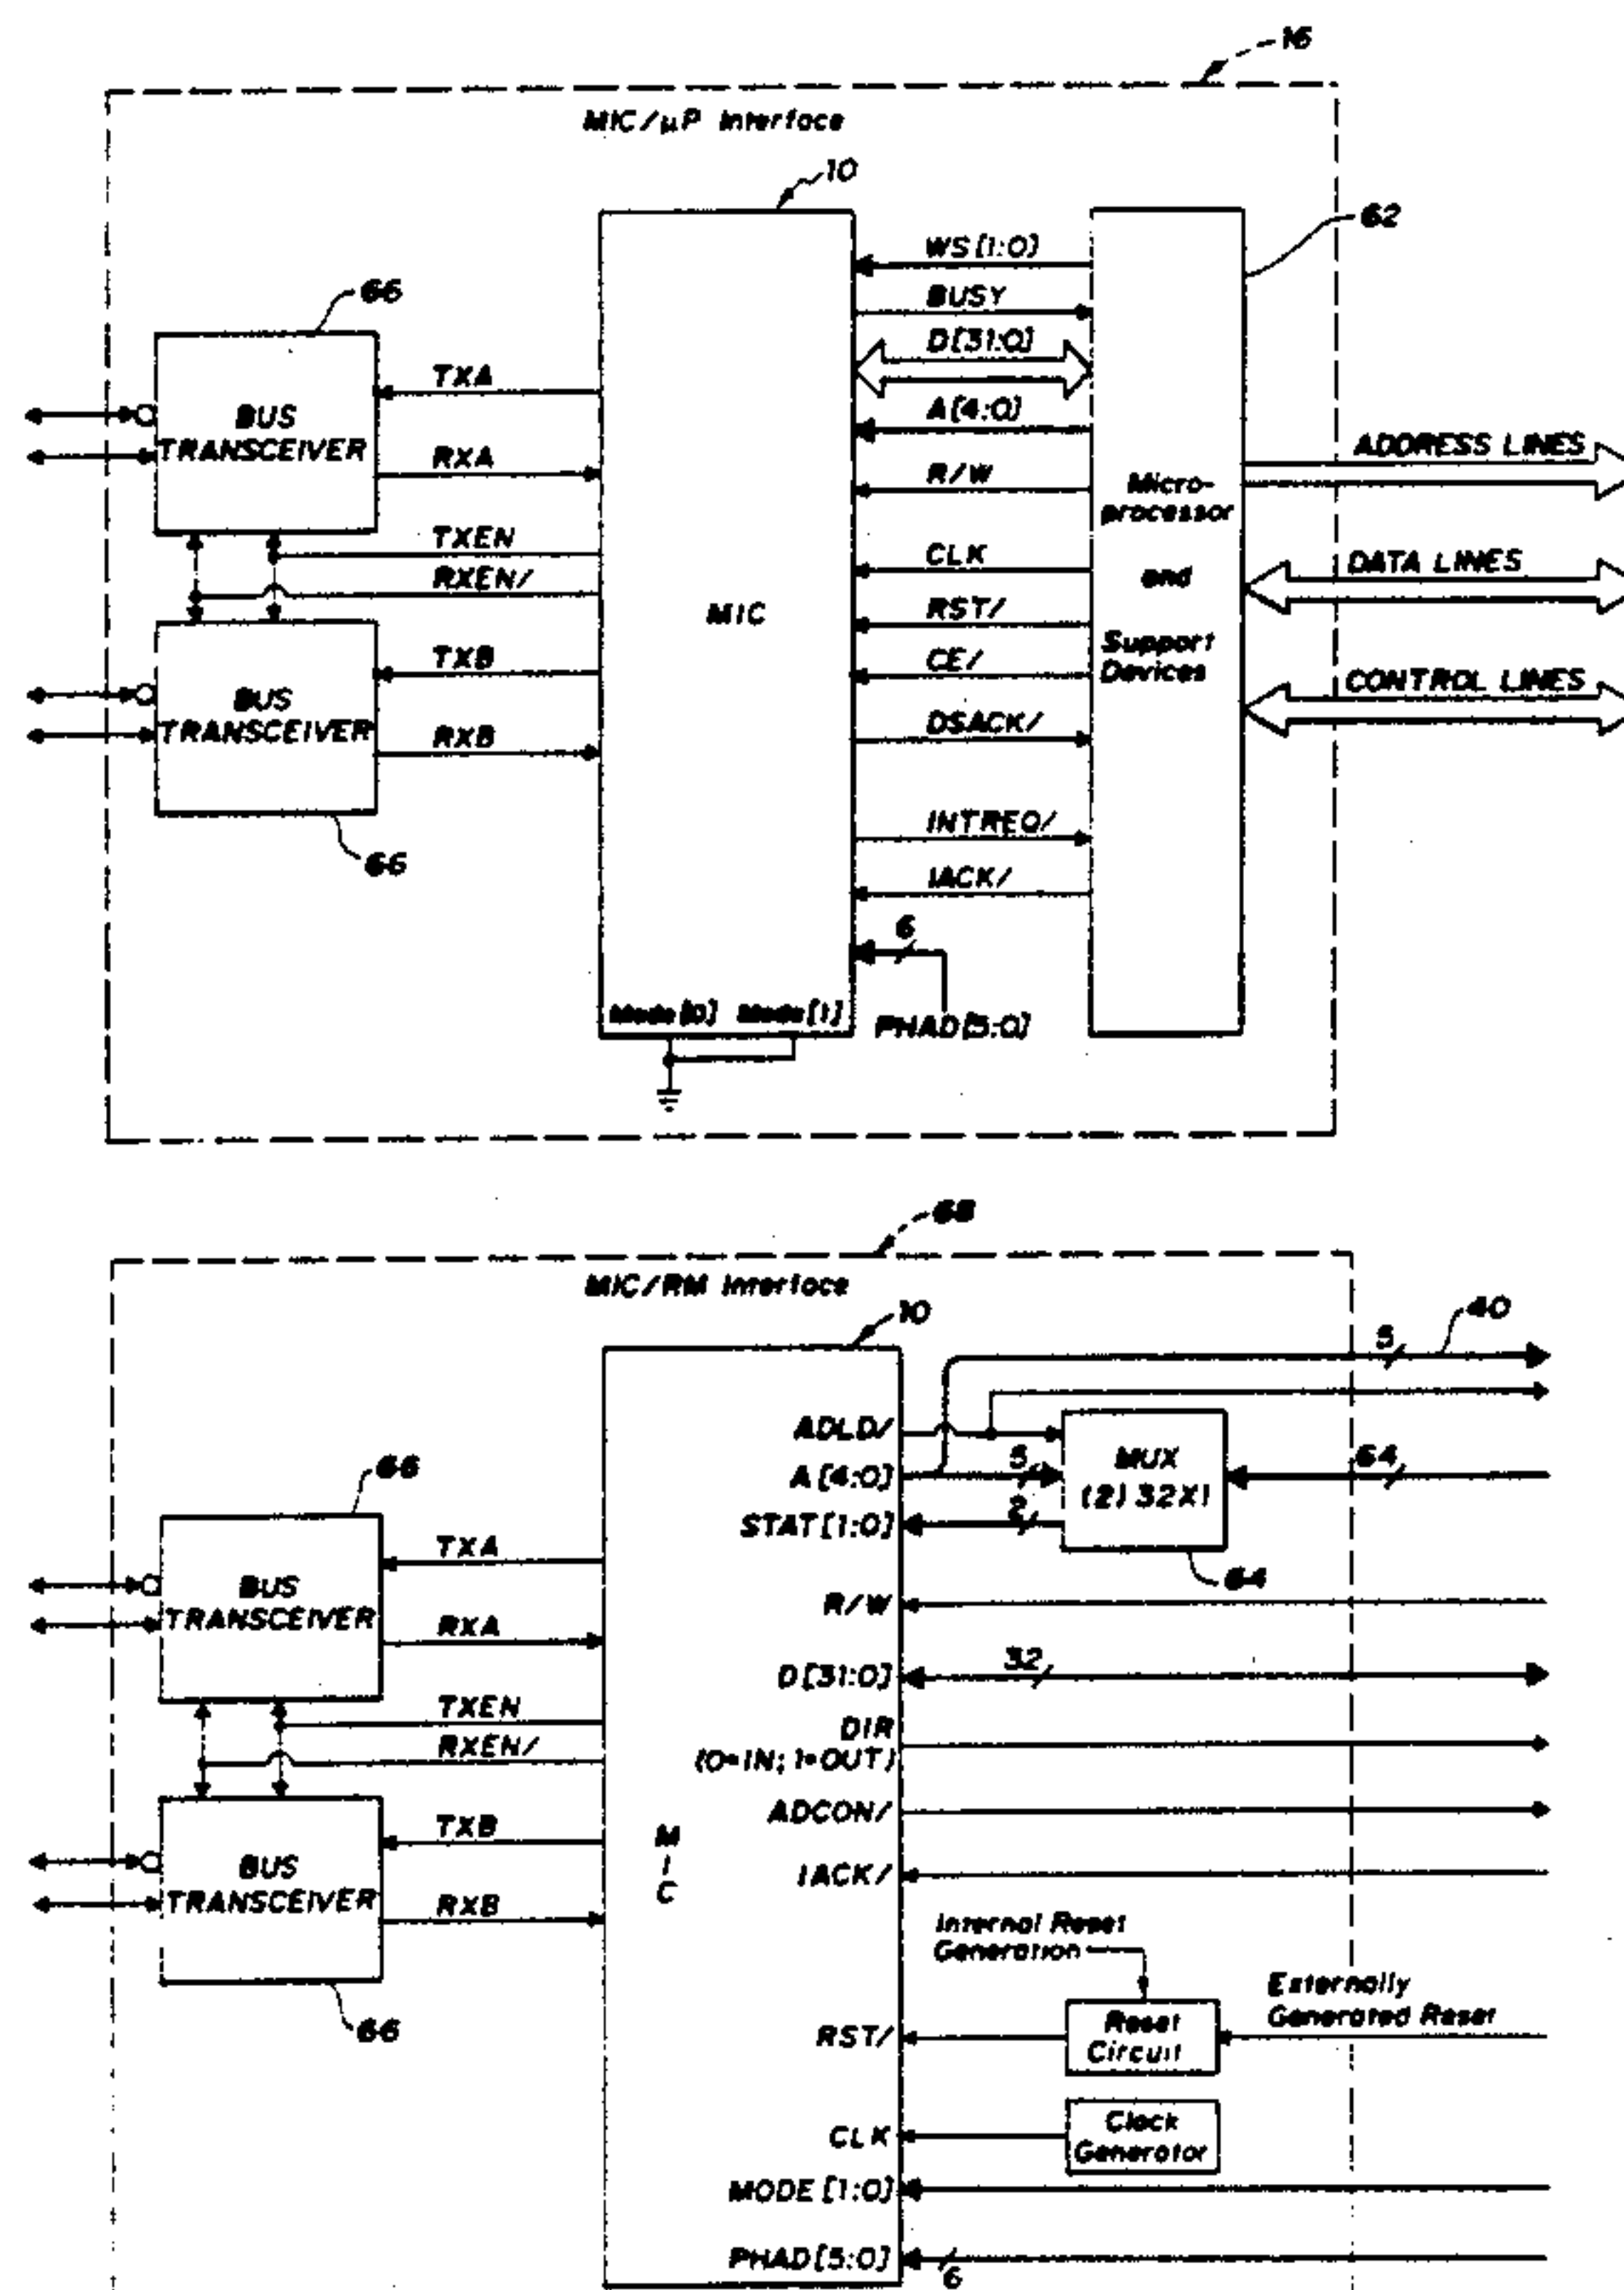 16
MIC/μP Interface
10
62
66
WS[1:0]
BUSY
D[31:0]
TXA
A(4:0)
BUS
TRANSCEIVER
ADDRESS LINES
RXA
R/W
Micro-
processor
TXEN
CLK
and
DATA LINES
RXEN/
MIC
RST/
TXB
CE/
Support
Devices
CONTROL LINES
BUS
TRANSCEIVER
RXB
DSACK/
INTREQ/
66
IACK/
6
Mode[0] Mode[1]
PHAD[5:0]
68
MIC/RM Interface
10
5
40
ADLD/
MUX
(2) 32X1
66
A[4:0]
5
64
STAT[1:0]
2
TXA
64
BUS
TRANSCEIVER
R/W
RXA
D[31:0]
32
TXEN
DIR
(0=IN; 1=OUT)
RXEN/
TXB
ADCON/
M
I
C
BUS
TRANSCEIVER
IACK/
RXB
Internal Reset
Generation
Externally
Generated Reset
66
RST/
Reset
Circuit
CLK
Clock
Generator
MODE [1:0]
PHAD[5:0]
6